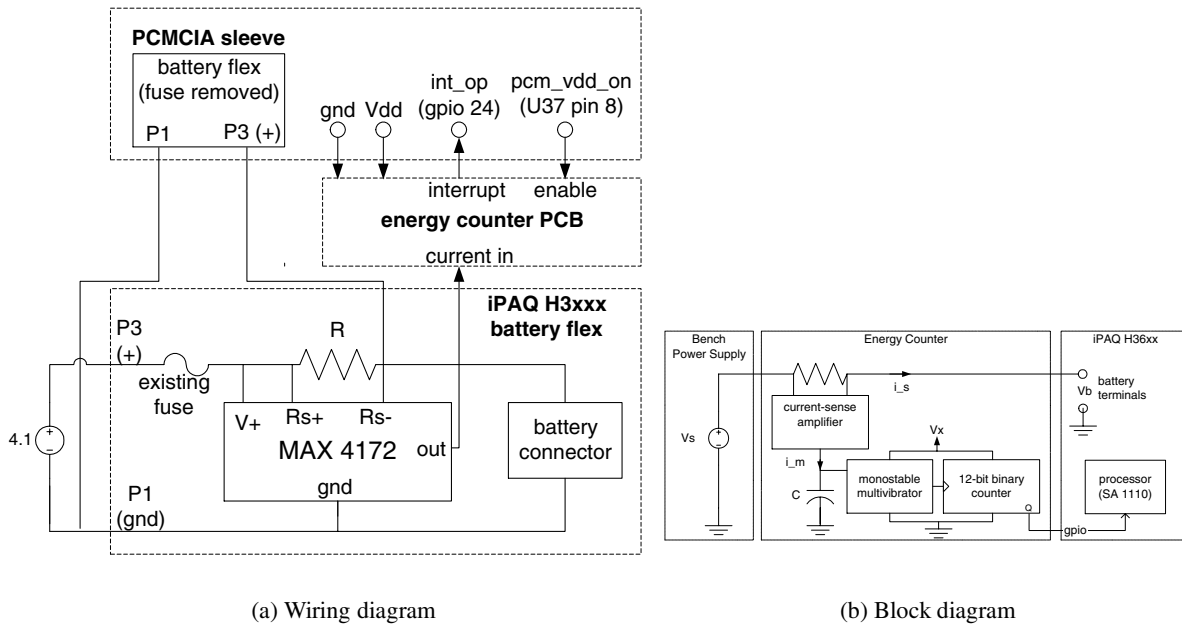 PCMCIA sleeve
battery flex
(fuse removed)
P1
P3 (+)
gnd
Vdd
int_op
(gpio 24)
pcm_vdd_on
(U37 pin 8)
interrupt
enable
energy counter PCB
current in
iPAQ H3xxx
battery flex
P3
(+)
existing
fuse
R
V+
Rs+
Rs-
MAX 4172
out
gnd
battery
connector
4.1
+
−
P1
(gnd)
(a) Wiring diagram
Bench
Power Supply
Energy Counter
iPAQ H36xx
i_s
Vb
battery
terminals
current-sense
amplifier
Vs
+
−
i_m
Vx
C
monostable
multivibrator
12-bit binary
counter
Q
processor
(SA 1110)
gpio
(b) Block diagram